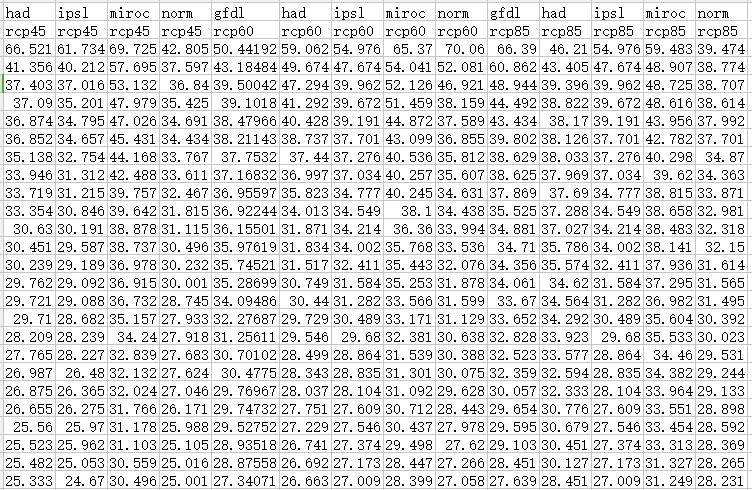 had ipsl miroc norm gfdl had ipsl miroc norm gfdl had ipsl miroc norm
rcp45 rcp45 rcp45 rcp45 rcp60 rcp60 rcp60 rcp60 rcp60 rcp85 rcp85 rcp85 rcp85 rcp85
66.521 61.734 69.725 42.805 50.44192 59.062 54.976 65.37 70.06 66.39 46.21 54.976 59.483 39.474
41.356 40.212 57.695 37.597 43.18484 49.674 47.674 54.041 52.081 60.862 43.405 47.674 48.907 38.774
37.403 37.016 53.132 36.84 39.50042 47.294 39.962 52.126 46.921 48.944 39.396 39.962 48.725 38.707
37.09 35.201 47.979 35.425 39.1018 41.292 39.672 51.459 38.159 44.492 38.822 39.672 48.616 38.614
36.874 34.795 47.026 34.691 38.47966 40.428 39.191 44.872 37.589 43.434 38.17 39.191 43.956 37.992
36.852 34.657 45.431 34.434 38.21143 38.737 37.701 43.099 36.855 39.802 38.126 37.701 42.782 37.701
35.138 32.754 44.168 33.767 37.7532 37.44 37.276 40.536 35.812 38.629 38.033 37.276 40.298 34.87
33.946 31.312 42.488 33.611 37.16832 36.997 37.034 40.257 35.607 38.625 37.969 37.034 39.62 34.363
33.719 31.215 39.757 32.467 36.95597 35.823 34.777 40.245 34.631 37.869 37.69 34.777 38.815 33.871
33.354 30.846 39.642 31.815 36.92244 34.013 34.549 38.1 34.438 35.525 37.288 34.549 38.658 32.981
30.63 30.191 38.878 31.115 36.15501 31.871 34.214 36.36 33.994 34.881 37.027 34.214 38.483 32.318
30.451 29.587 38.737 30.496 35.97619 31.834 34.002 35.768 33.536 34.71 35.786 34.002 38.141 32.15
30.239 29.189 36.978 30.232 35.74521 31.517 32.411 35.443 32.076 34.356 35.574 32.411 37.936 31.614
29.762 29.092 36.915 30.001 35.28699 30.749 31.584 35.253 31.878 34.061 34.62 31.584 37.295 31.565
29.721 29.088 36.732 28.745 34.09486 30.44 31.282 33.566 31.599 33.67 34.564 31.282 36.982 31.495
29.71 28.682 35.157 27.933 32.27687 29.729 30.489 33.171 31.129 33.652 34.292 30.489 35.604 30.392
28.209 28.239 34.24 27.918 31.25611 29.546 29.68 32.381 30.638 32.828 33.923 29.68 35.533 30.023
27.765 28.227 32.839 27.683 30.70102 28.499 28.864 31.539 30.388 32.523 33.577 28.864 34.46 29.531
26.987 26.48 32.132 27.624 30.4775 28.343 28.835 31.301 30.075 32.359 32.594 28.835 34.382 29.244
26.875 26.365 32.024 27.046 29.76967 28.037 28.104 31.092 29.628 30.057 32.333 28.104 33.964 29.133
26.655 26.275 31.766 26.171 29.74732 27.751 27.609 30.712 28.443 29.654 30.776 27.609 33.551 28.898
25.56 25.97 31.178 25.988 29.52752 27.229 27.546 30.437 27.978 29.595 30.679 27.546 33.454 28.592
25.523 25.962 31.103 25.105 28.93518 26.741 27.374 29.498 27.62 29.103 30.451 27.374 33.313 28.369
25.482 25.053 30.559 25.016 28.87558 26.692 27.173 28.447 27.266 28.451 30.127 27.173 31.327 28.265
25.333 24.67 30.496 25.001 27.34071 26.663 27.009 28.399 27.058 27.639 28.451 27.009 31.249 28.231